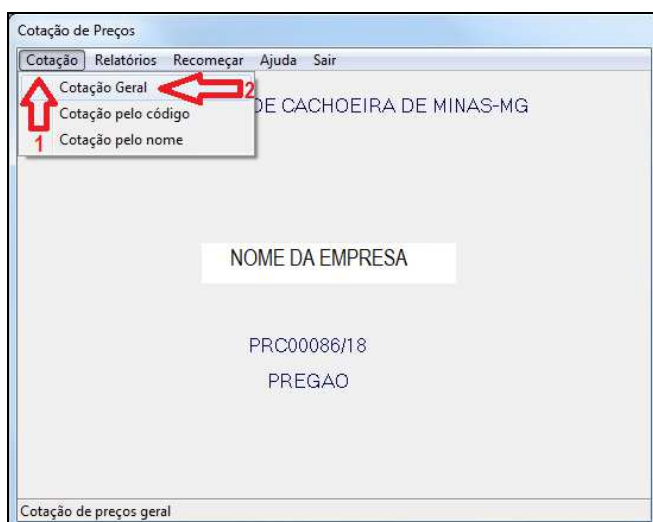 Cotação de Preços
Cotação Relatórios Recomeçar Ajuda Sair
Cotação Geral
2
DE CACHOEIRA DE MINAS-MG
Cotação pelo código
1
Cotação pelo nome
NOME DA EMPRESA
PRC00086/18
PREGAO
Cotação de preços geral